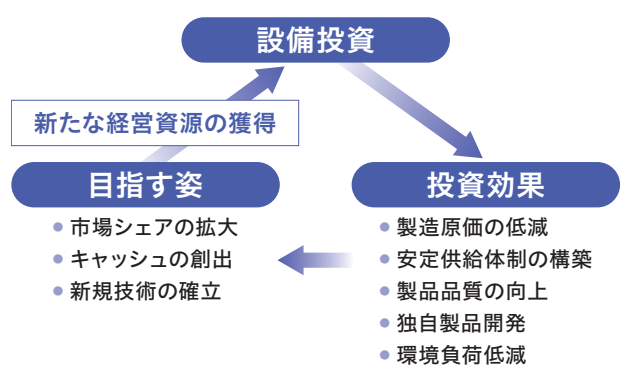 設備投資
新たな経営資源の獲得
目指す姿
市場シェアの拡大
キャッシュの創出
新規技術の確立
投資効果
製造原価の低減
安定供給体制の構築
製品品質の向上
独自製品開発
環境負荷低減